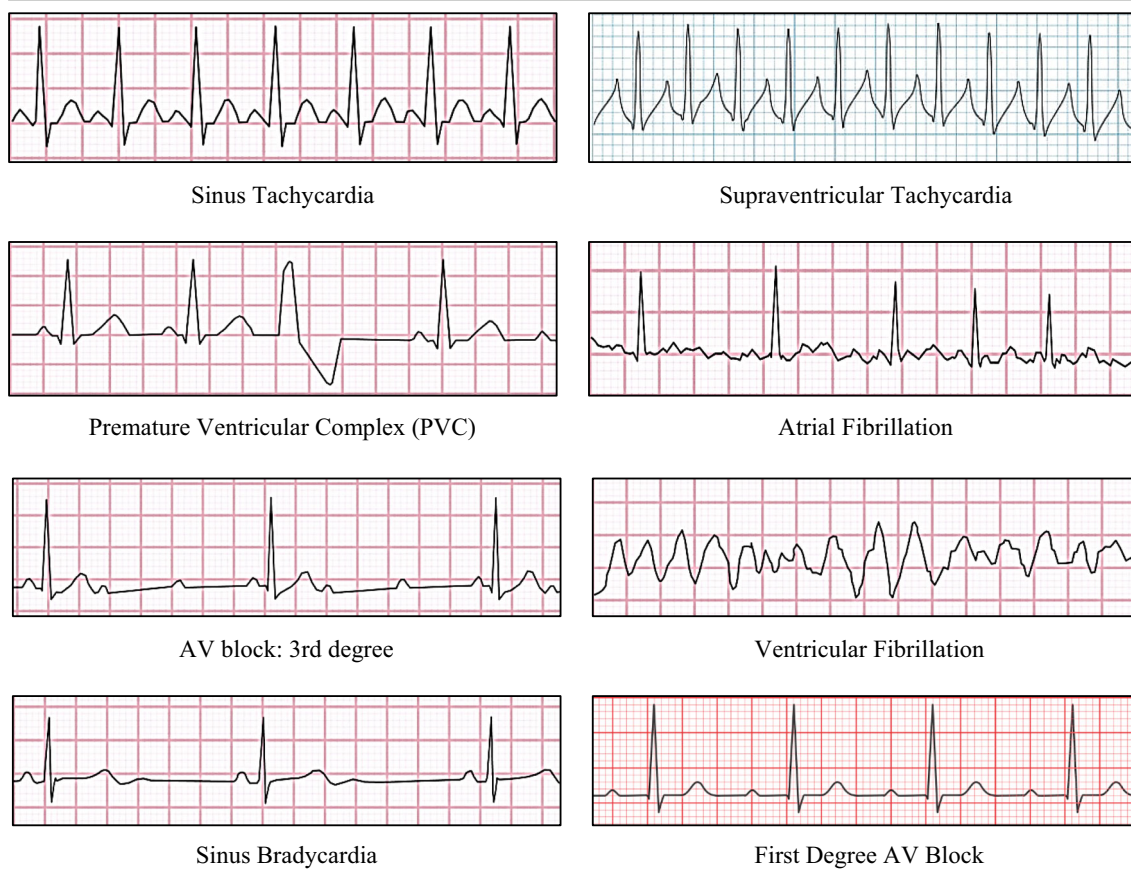 Sinus Tachycardia
Supraventricular Tachycardia
Premature Ventricular Complex (PVC)
Atrial Fibrillation
AV block: 3rd degree
Ventricular Fibrillation
Sinus Bradycardia
First Degree AV Block